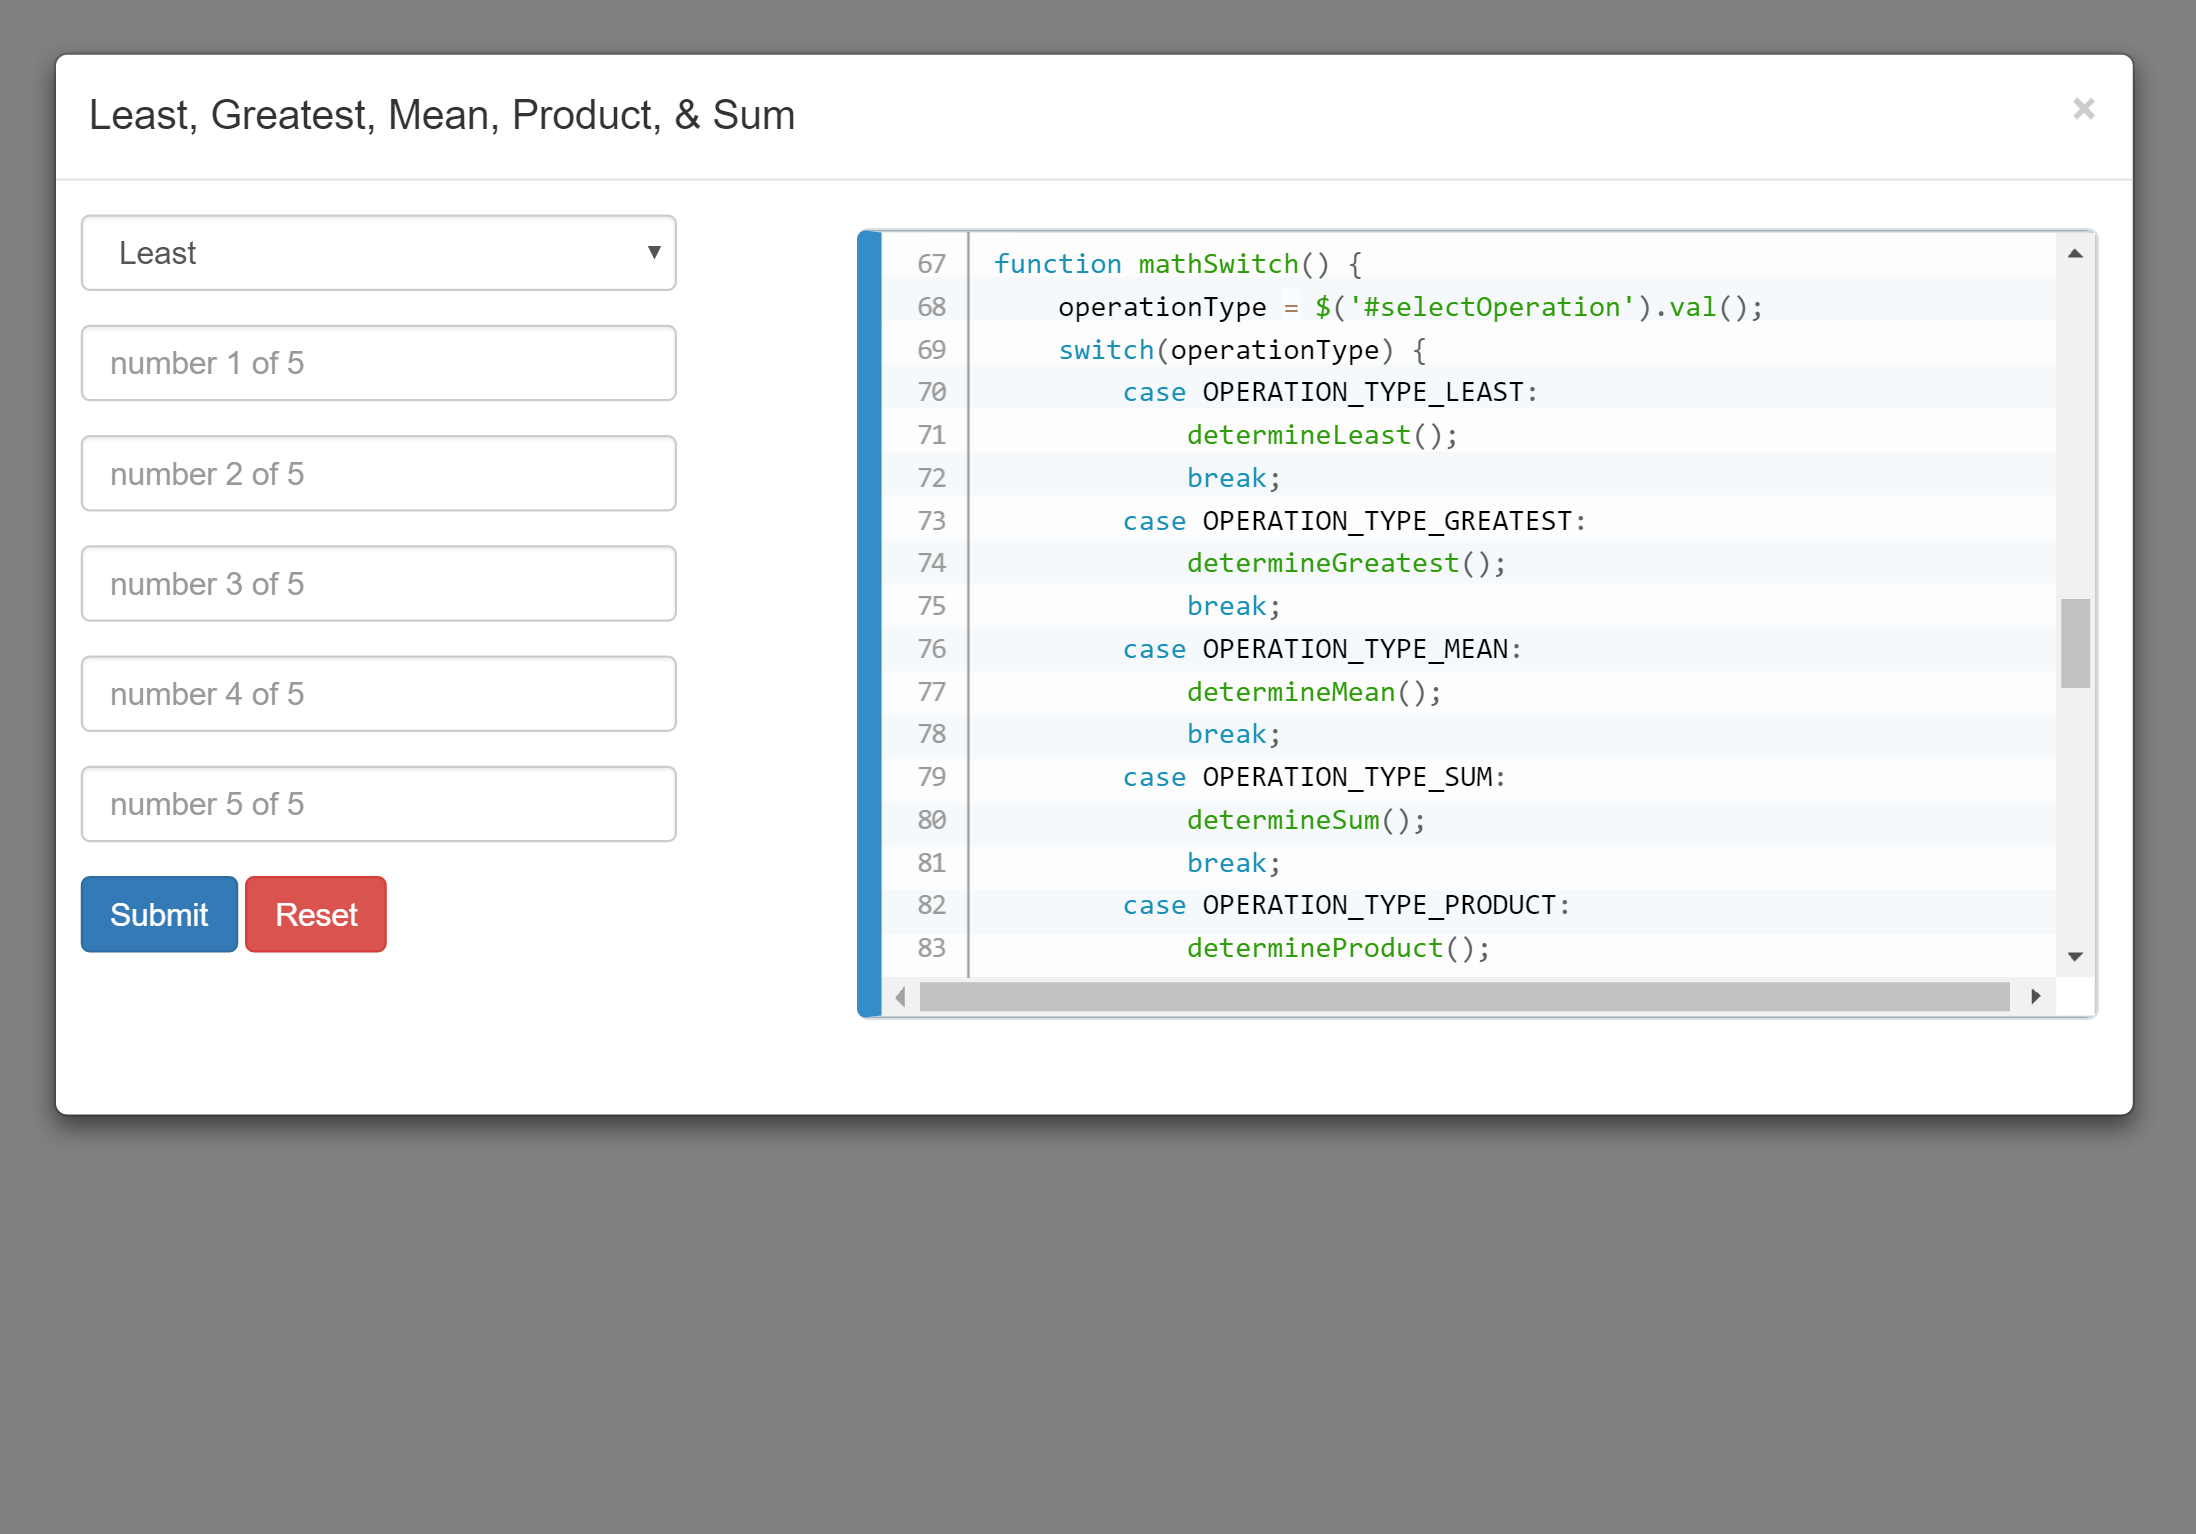 Least, Greatest, Mean, Product, & Sum
×
Least
number 1 of 5
number 2 of 5
number 3 of 5
number 4 of 5
number 5 of 5
Submit Reset
67 function mathSwitch() {
68     operationType = $('#selectOperation').val();
69     switch(operationType) {
70         case OPERATION_TYPE_LEAST:
71             determineLeast();
72             break;
73         case OPERATION_TYPE_GREATEST:
74             determineGreatest();
75             break;
76         case OPERATION_TYPE_MEAN:
77             determineMean();
78             break;
79         case OPERATION_TYPE_SUM:
80             determineSum();
81             break;
82         case OPERATION_TYPE_PRODUCT:
83             determineProduct();